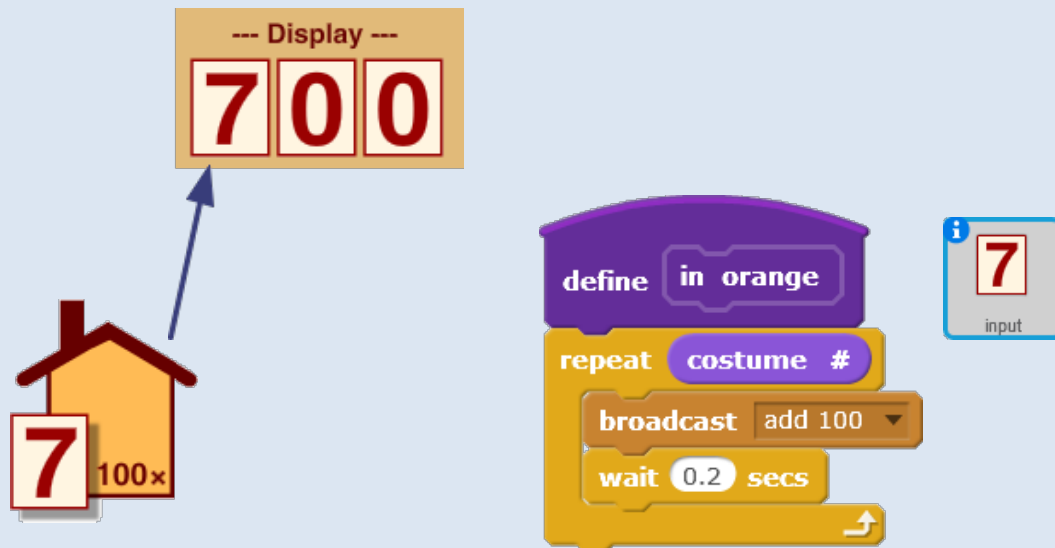 --- Display ---
700
7
100×
define in orange
repeat costume #
broadcast add 100
wait 0.2 secs
i
7
input